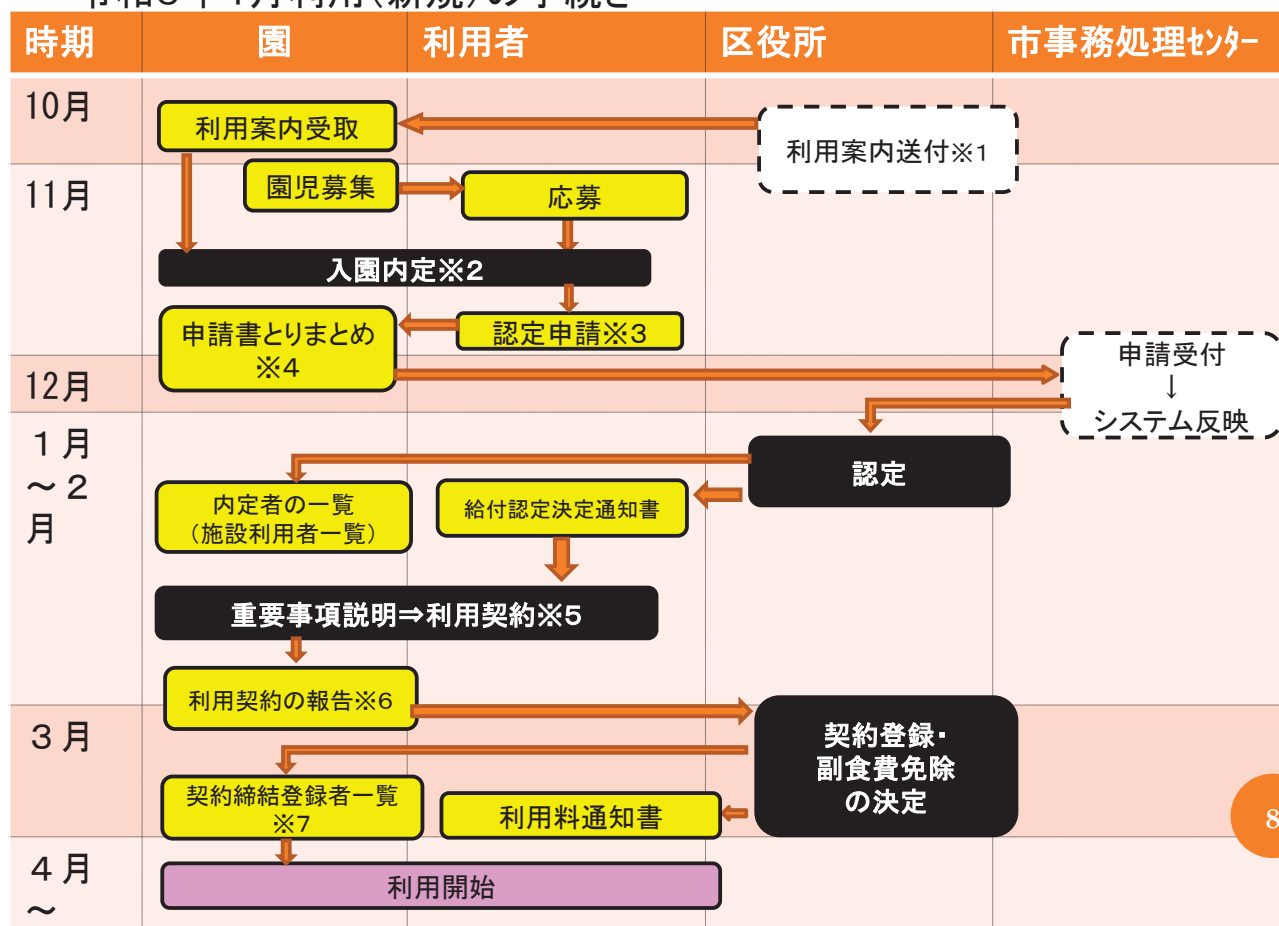 時期 園 利用者 区役所 市事務処理センター
10月
利用案内受取
利用案内送付※1
11月
園児募集
応募
入園内定※2
申請書とりまとめ
※4
認定申請※3
申請受付
↓
システム反映
12月
1月
～2
月
認定
内定者の一覧
（施設利用者一覧）
給付認定決定通知書
重要事項説明⇒利用契約※5
利用契約の報告※6
3月
契約登録・
副食費免除
の決定
契約締結登録者一覧
※7
利用料通知書
8
4月
～
利用開始